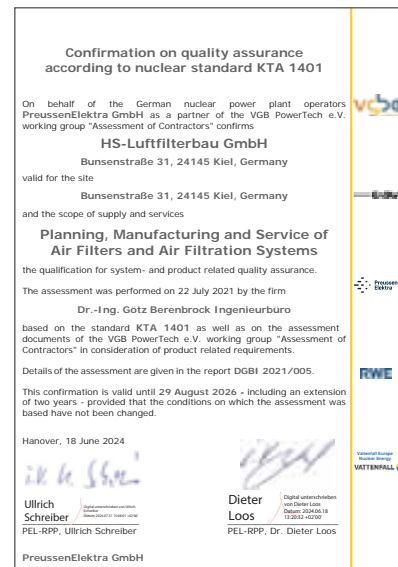 Confirmation on quality assurance
according to nuclear standard KTA 1401
On behalf of the German nuclear power plant operators
PreussenElektra GmbH as a partner of the VGB PowerTech e.V.
working group "Assessment of Contractors" confirms
HS-Luftfilterbau GmbH
Bunsenstraße 31, 24145 Kiel, Germany
valid for the site
Bunsenstraße 31, 24145 Kiel, Germany
and the scope of supply and services
Planning, Manufacturing and Service of
Air Filters and Air Filtration Systems
the qualification for system- and product related quality assurance.
The assessment was performed on 22 July 2021 by the firm
Dr.-Ing. Götz Berenbrock Ingenieurbüro
based on the standard KTA 1401 as well as on the assessment
documents of the VGB PowerTech e.V. working group "Assessment of
Contractors" in consideration of product related requirements.
Details of the assessment are given in the report DGBI 2021/005.
This confirmation is valid until 29 August 2026 - including an extension
of two years - provided that the conditions on which the assessment was
based have not been changed.
Hanover, 18 June 2024
Ullrich
Schreiber
PEL-RPP, Ullrich Schreiber
Dieter
Loos
Digital unterschrieben
von Dieter Loos
Datum: 2024.06.18
13:20:52 +02'00'
PEL-RPP, Dr. Dieter Loos
PreussenElektra GmbH
Preussen
Elektra
RWE
Vattenfall Europe
Nuclear Energy
VATTENFALL